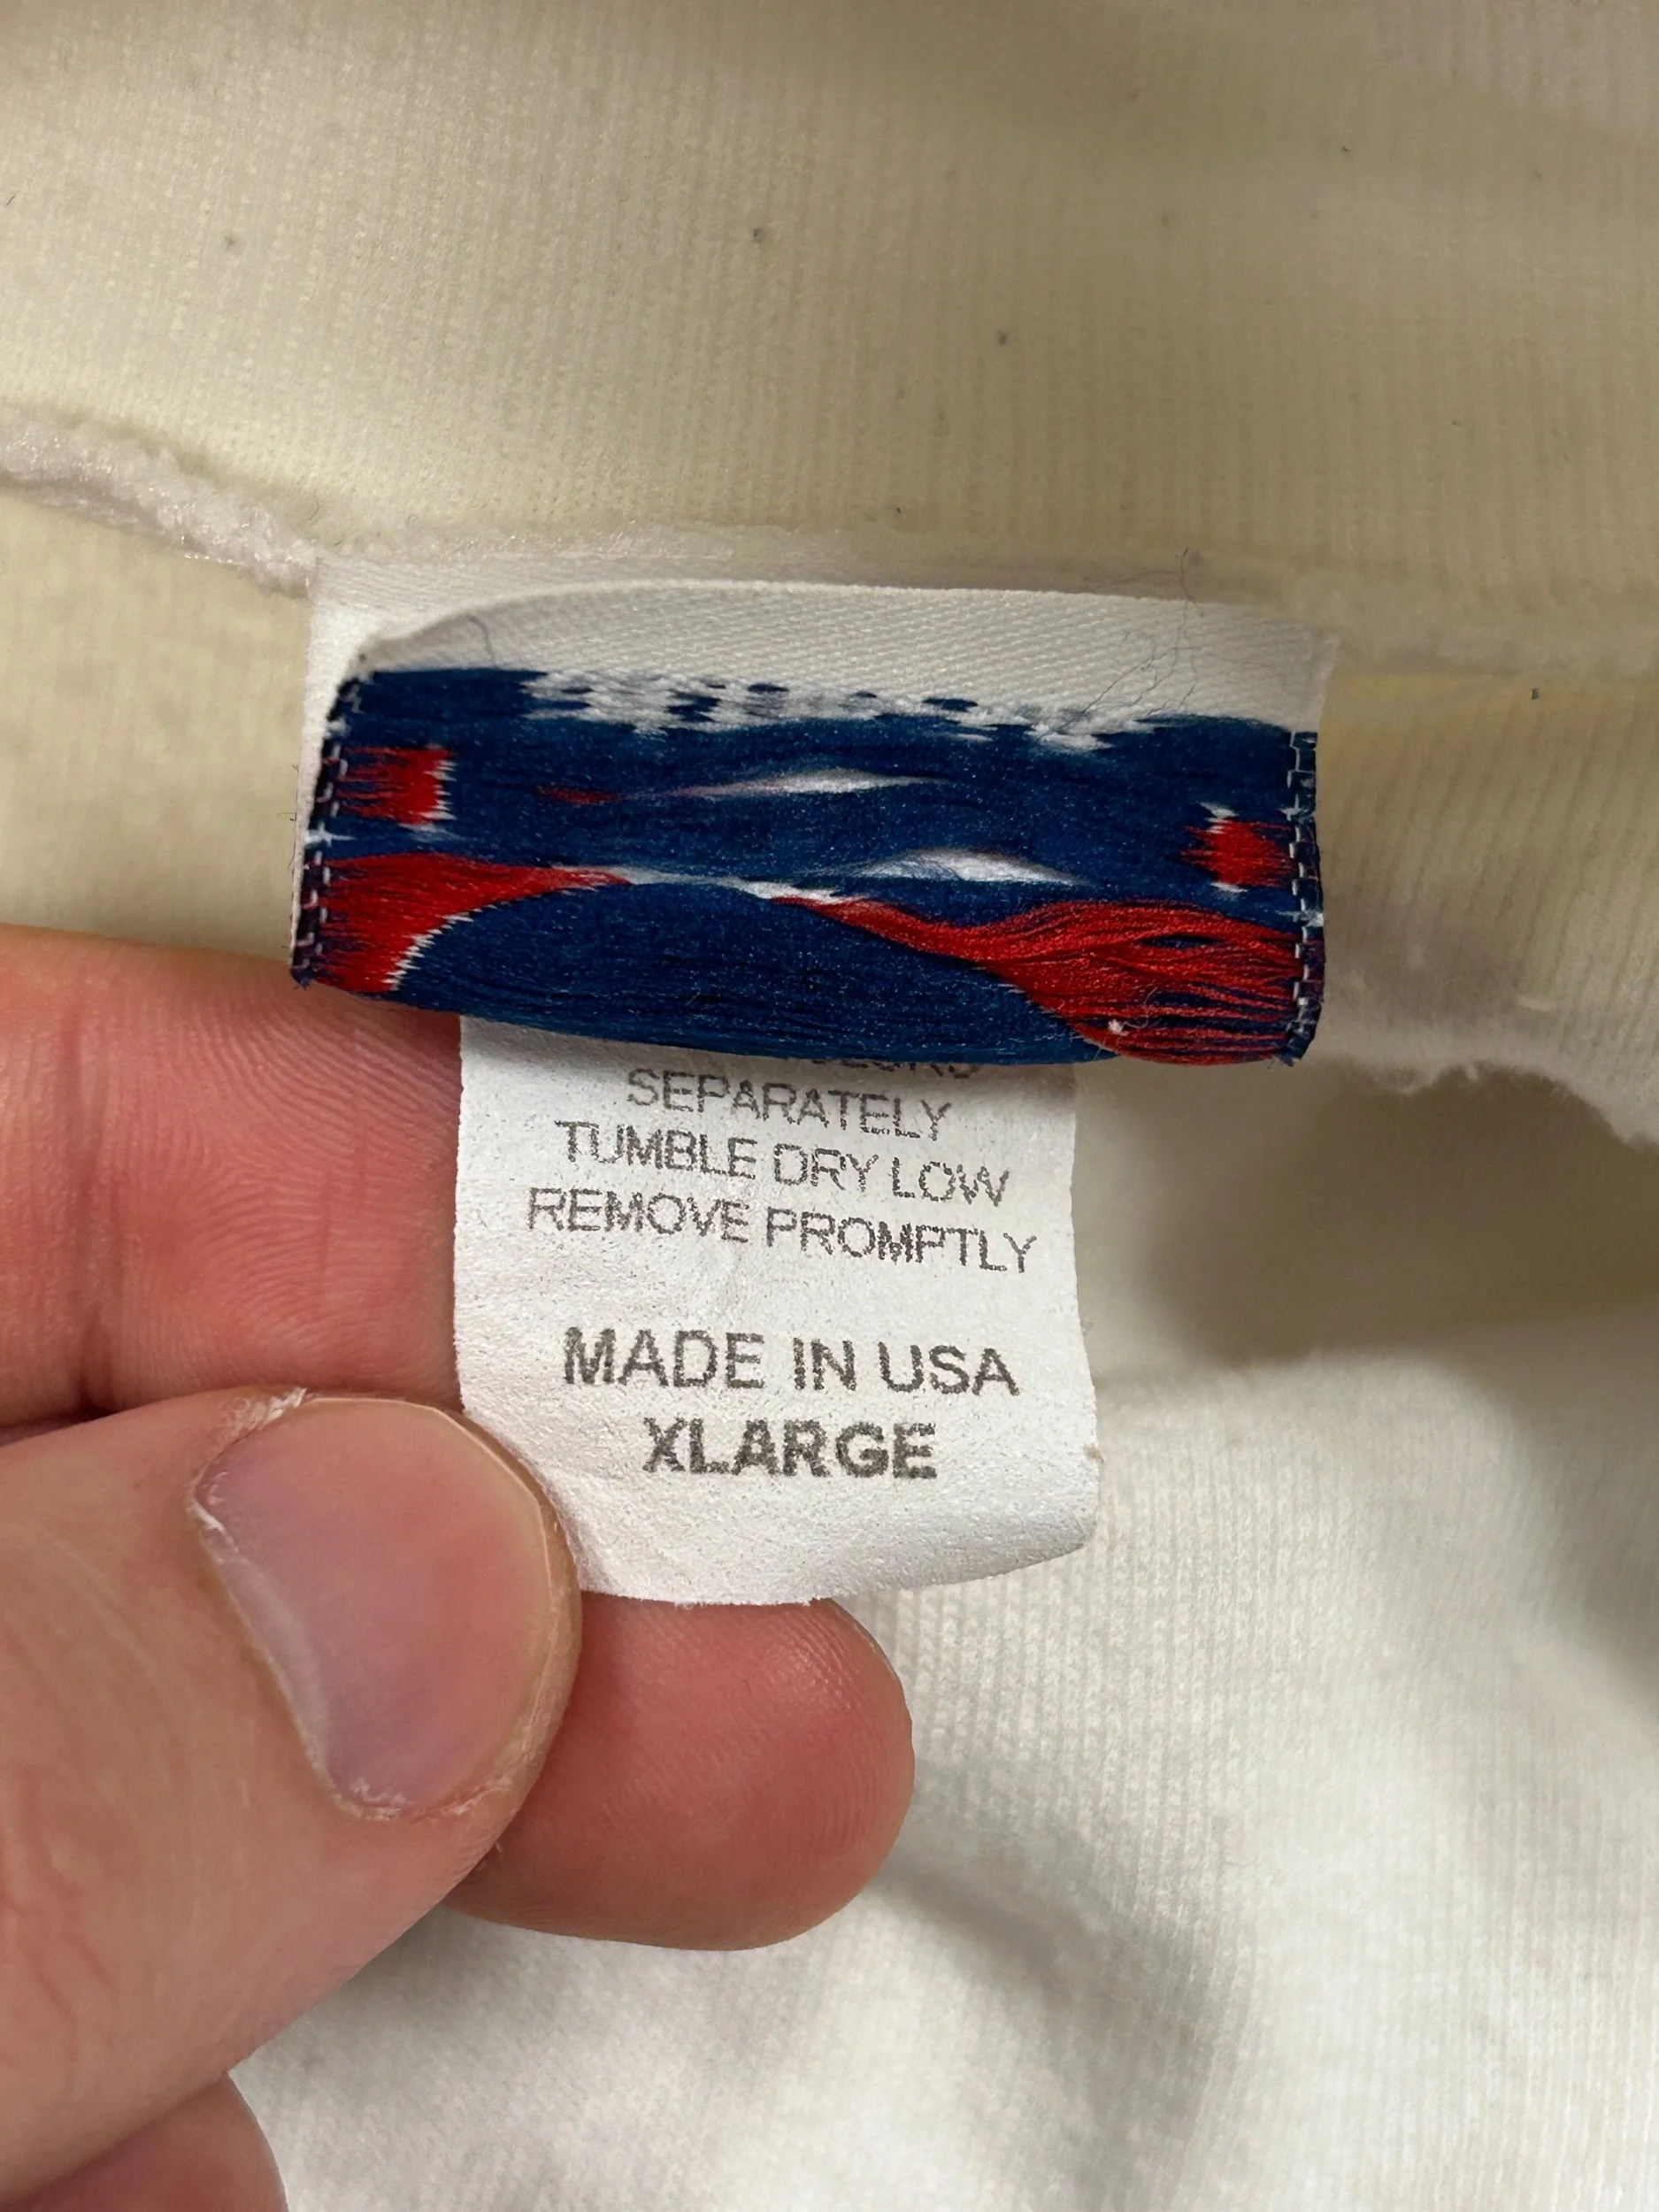 SEPARATELY
TUMBLE DRY LOW
REMOVE PROMPTLY
MADE IN USA
XLARGE